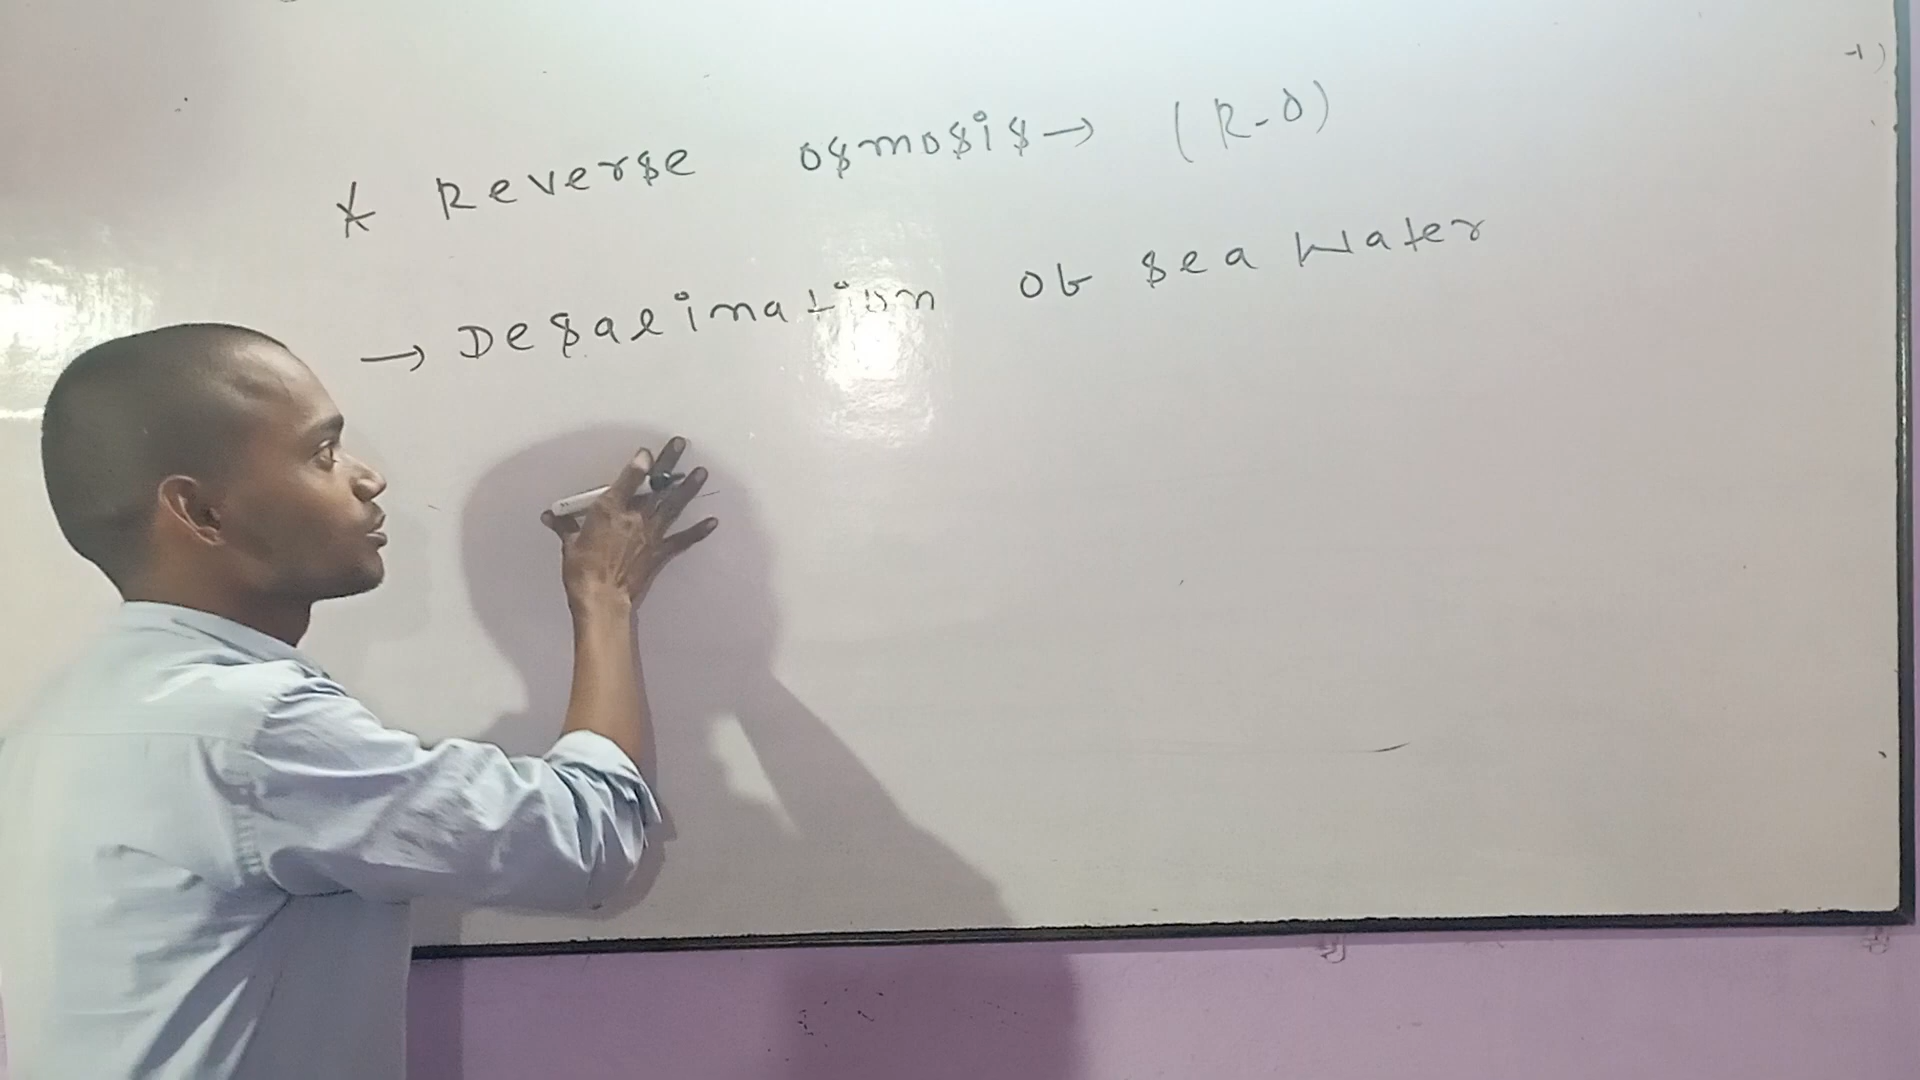 * Reverse osmosis → (R-O)
→ Desalination of sea water